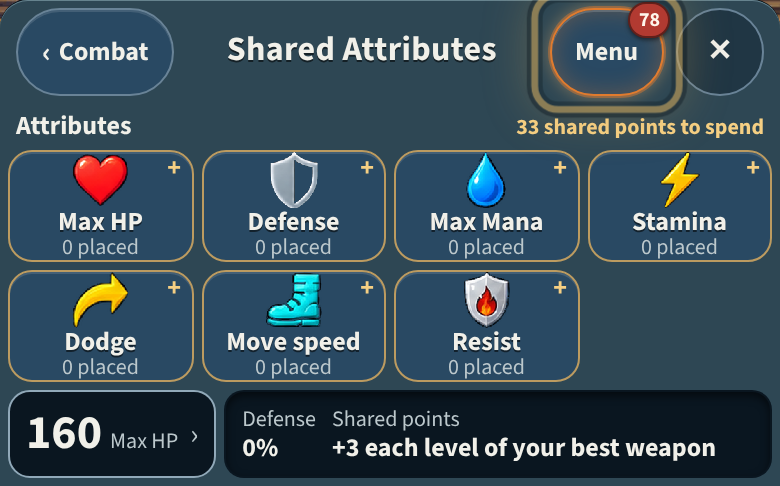 ‹ Combat
Shared Attributes
Menu
78
×
Attributes
33 shared points to spend
+
Max HP
0 placed
+
Defense
0 placed
+
Max Mana
0 placed
+
Stamina
0 placed
+
Dodge
0 placed
+
Move speed
0 placed
+
Resist
0 placed
160 Max HP ›
Defense
0%
Shared points
+3 each level of your best weapon